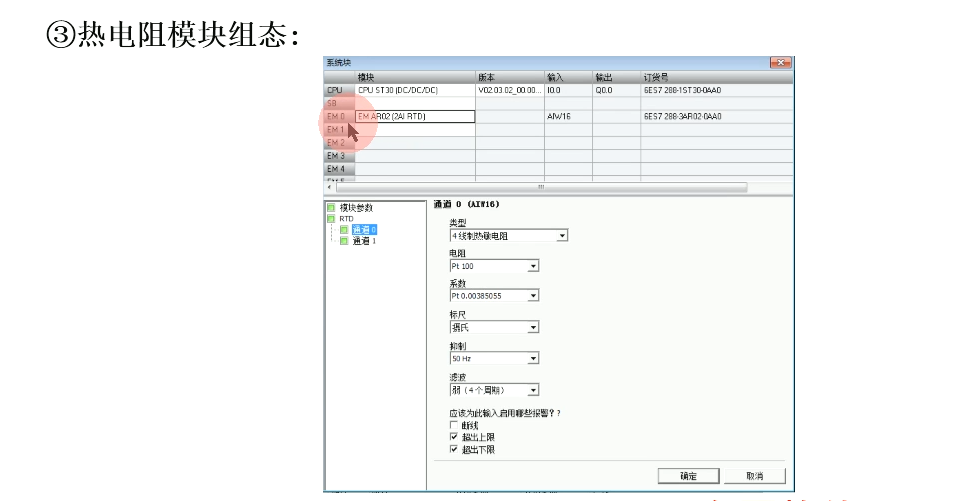 ③热电阻模块组态：
系统块
模块 版本 输入 输出 订货号
CPU CPU ST30 (DC/DC/DC) V02.03.02_00.00... I0.0 Q0.0 6ES7 288-1ST30-0AA0
SB
EM 0 EM AR02 (2AI RTD) AIW16 6ES7 288-3AR02-0AA0
EM 1
EM 2
EM 3
EM 4
EM 5
模块参数
RTD
通道 0
通道 1
通道 0 (AIW16)
类型
4 线制热敏电阻
电阻
Pt 100
系数
Pt 0.00385055
标尺
摄氏
抑制
50 Hz
滤波
弱（4 个周期）
应该为此输入启用哪些报警？?
断线
超出上限
超出下限
确定 取消